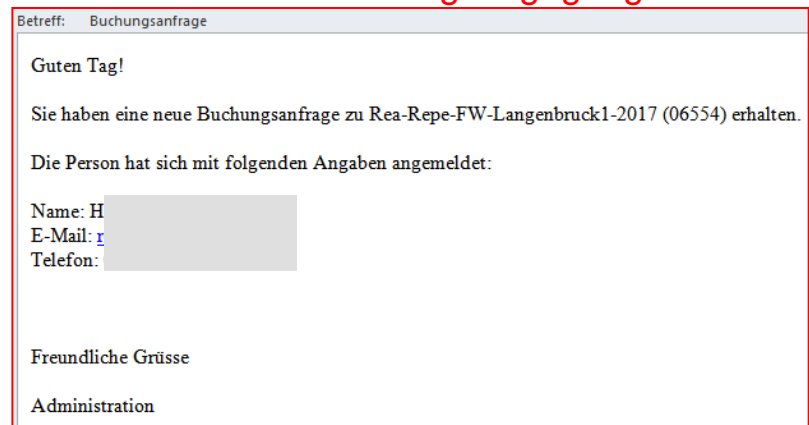 Betreff: Buchungsanfrage
Guten Tag!
Sie haben eine neue Buchungsanfrage zu Rea-Repe-FW-Langenbruck1-2017 (06554) erhalten.
Die Person hat sich mit folgenden Angaben angemeldet:
Name: H
E-Mail: r
Telefon:
Freundliche Grüsse
Administration